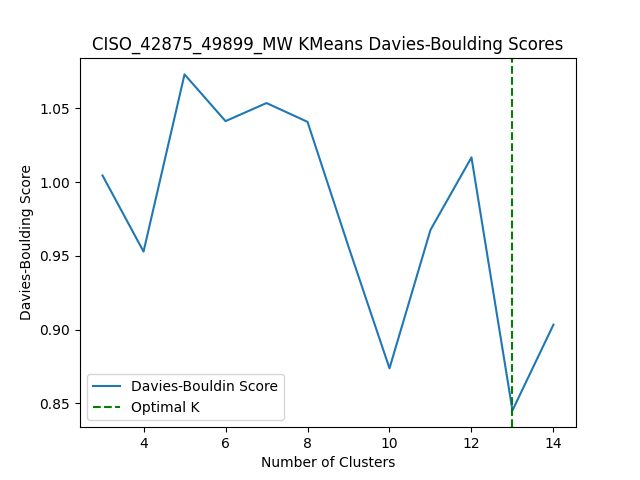 CISO_42875_49899_MW KMeans Davies-Boulding Scores
Davies-Boulding Score
1.05
1.00
0.95
0.90
0.85
Davies-Bouldin Score
Optimal K
4
6
8
10
12
14
Number of Clusters